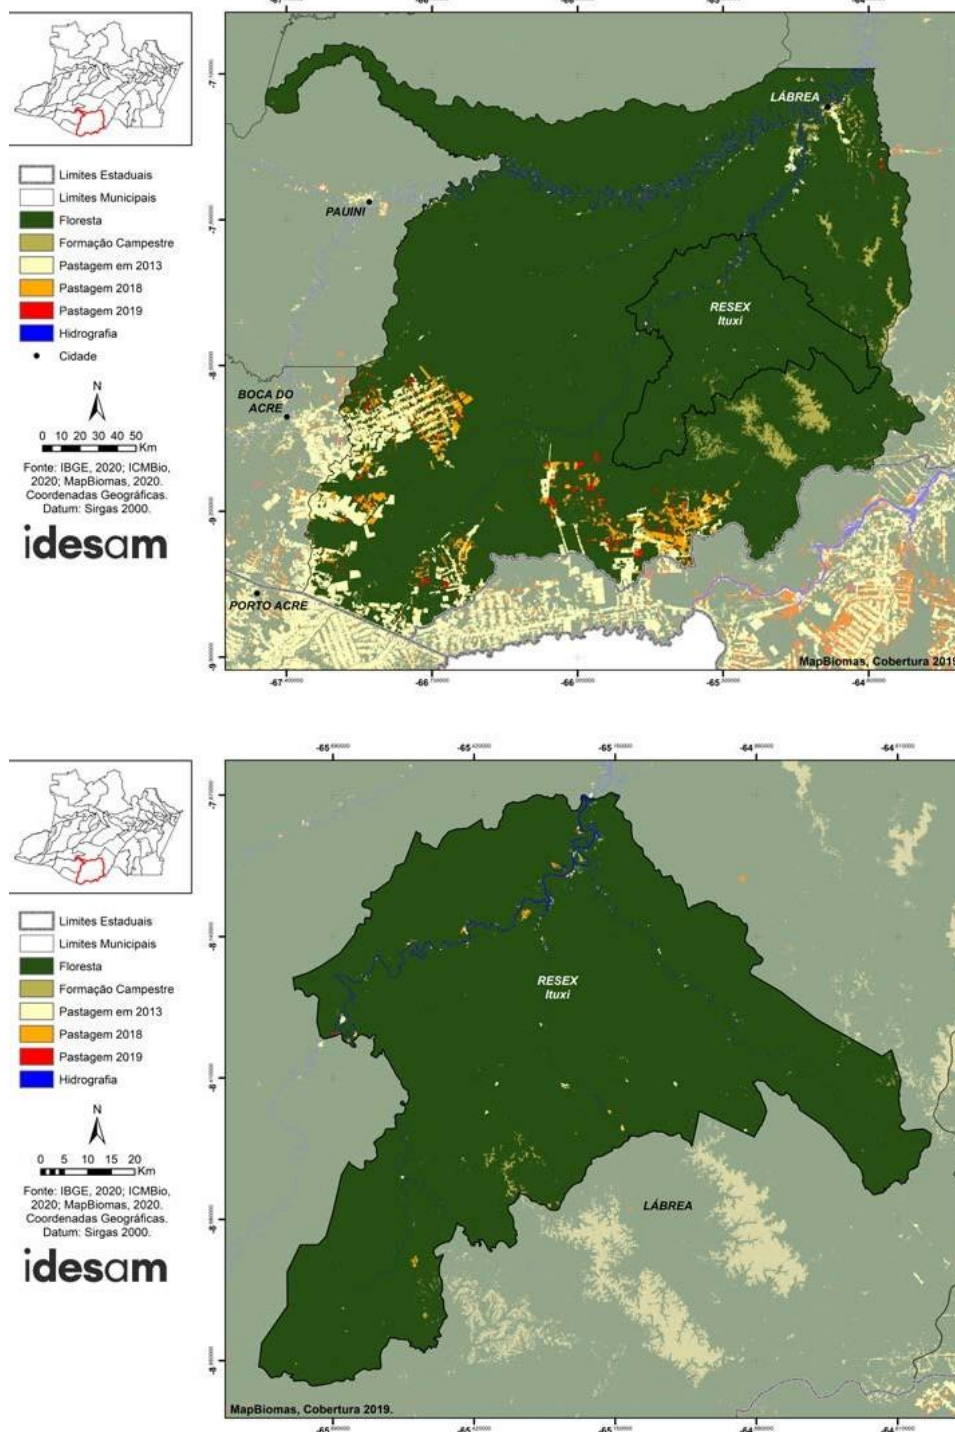 LÁBREA
PAUINI
RESEX
Ituxi
BOCA DO
ACRE
PORTO ACRE
MapBiomas, Cobertura 2019
Limites Estaduais
Limites Municipais
Floresta
Formação Campestre
Pastagem em 2013
Pastagem 2018
Pastagem 2019
Hidrografia
Cidade
N
0 10 20 30 40 50
Km
Fonte: IBGE, 2020; ICMBio,
2020; MapBiomas, 2020.
Coordenadas Geográficas.
Datum: Sirgas 2000.
idesam
RESEX
Ituxi
LÁBREA
MapBiomas, Cobertura 2019.
Limites Estaduais
Limites Municipais
Floresta
Formação Campestre
Pastagem em 2013
Pastagem 2018
Pastagem 2019
Hidrografia
N
0 5 10 15 20
Km
Fonte: IBGE, 2020; ICMBio,
2020; MapBiomas, 2020.
Coordenadas Geográficas.
Datum: Sirgas 2000.
idesam